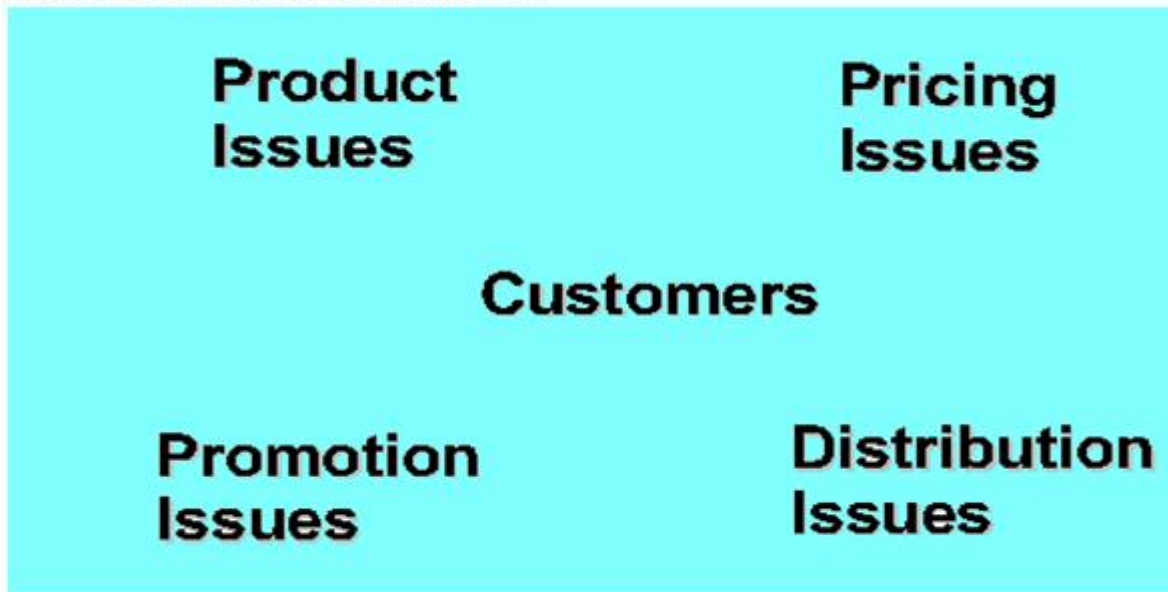 Product
Issues
Pricing
Issues
Customers
Promotion
Issues
Distribution
Issues